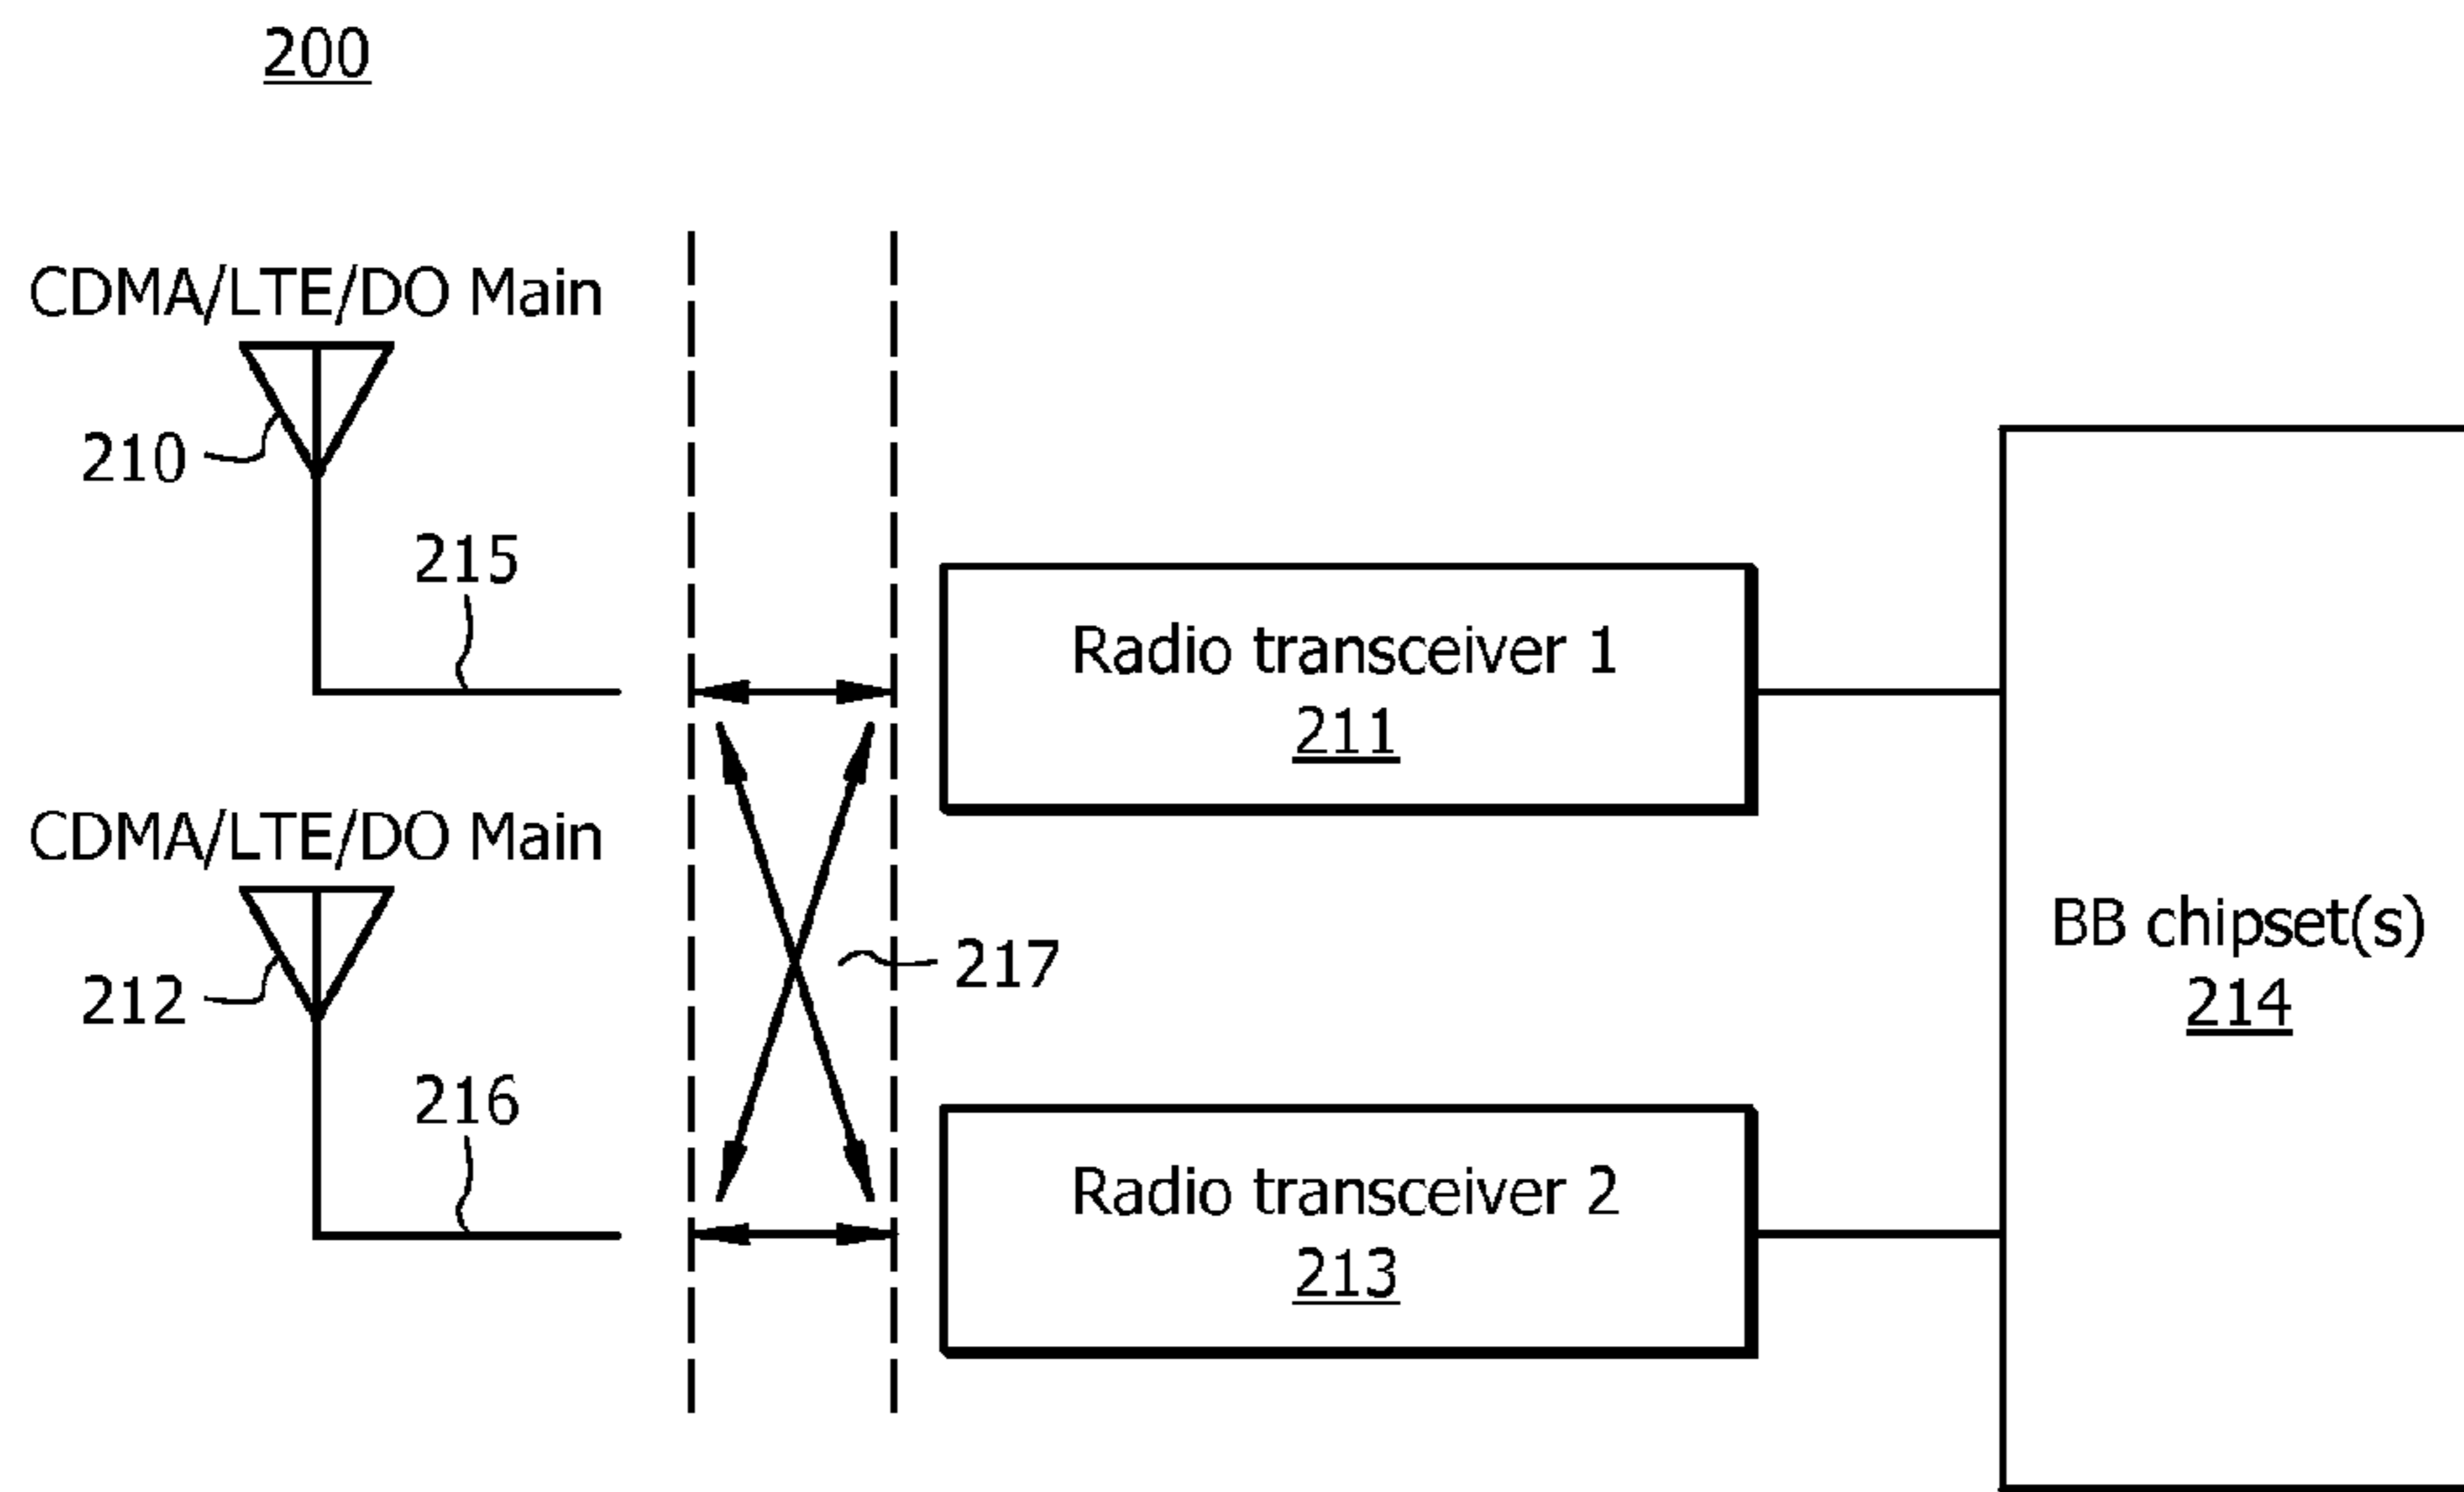 200
CDMA/LTE/DO Main
210
215
Radio transceiver 1
211
CDMA/LTE/DO Main
212
217
BB chipset(s)
214
216
Radio transceiver 2
213